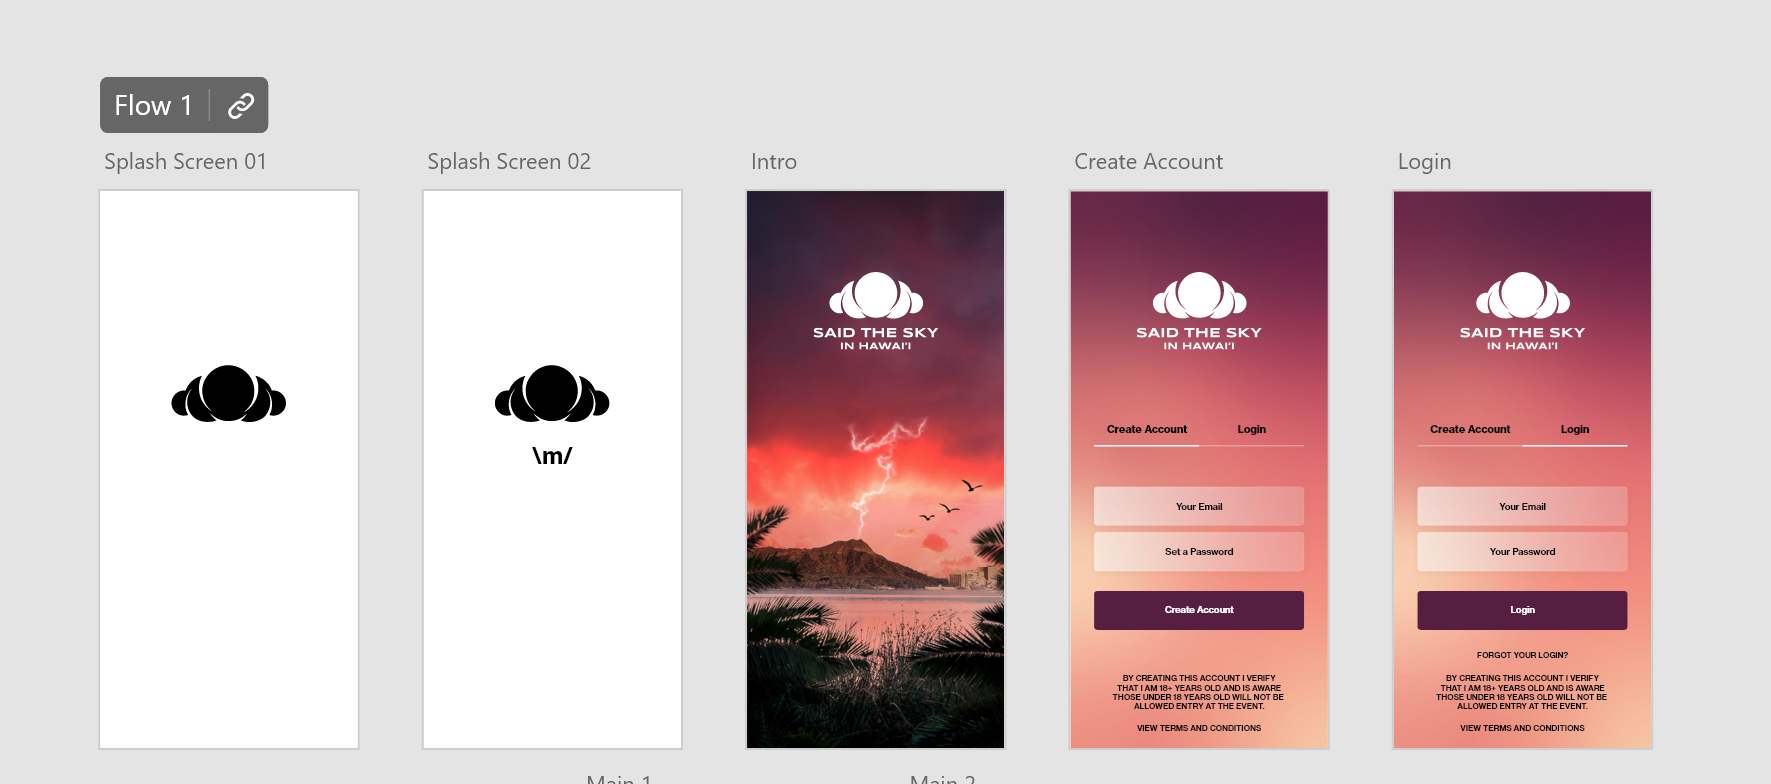 Flow 1
Splash Screen 01
Splash Screen 02
Intro
Create Account
Login
\m/
SAID THE SKY
IN HAWAI'I
SAID THE SKY
IN HAWAI'I
Create Account
Login
Your Email
Set a Password
Create Account
BY CREATING THIS ACCOUNT I VERIFY
THAT I AM 18+ YEARS OLD AND IS AWARE
THOSE UNDER 18 YEARS OLD WILL NOT BE
ALLOWED ENTRY AT THE EVENT.
VIEW TERMS AND CONDITIONS
SAID THE SKY
IN HAWAI'I
Create Account
Login
Your Email
Your Password
Login
FORGOT YOUR LOGIN?
BY CREATING THIS ACCOUNT I VERIFY
THAT I AM 18+ YEARS OLD AND IS AWARE
THOSE UNDER 18 YEARS OLD WILL NOT BE
ALLOWED ENTRY AT THE EVENT.
VIEW TERMS AND CONDITIONS
Main 1
Main 2